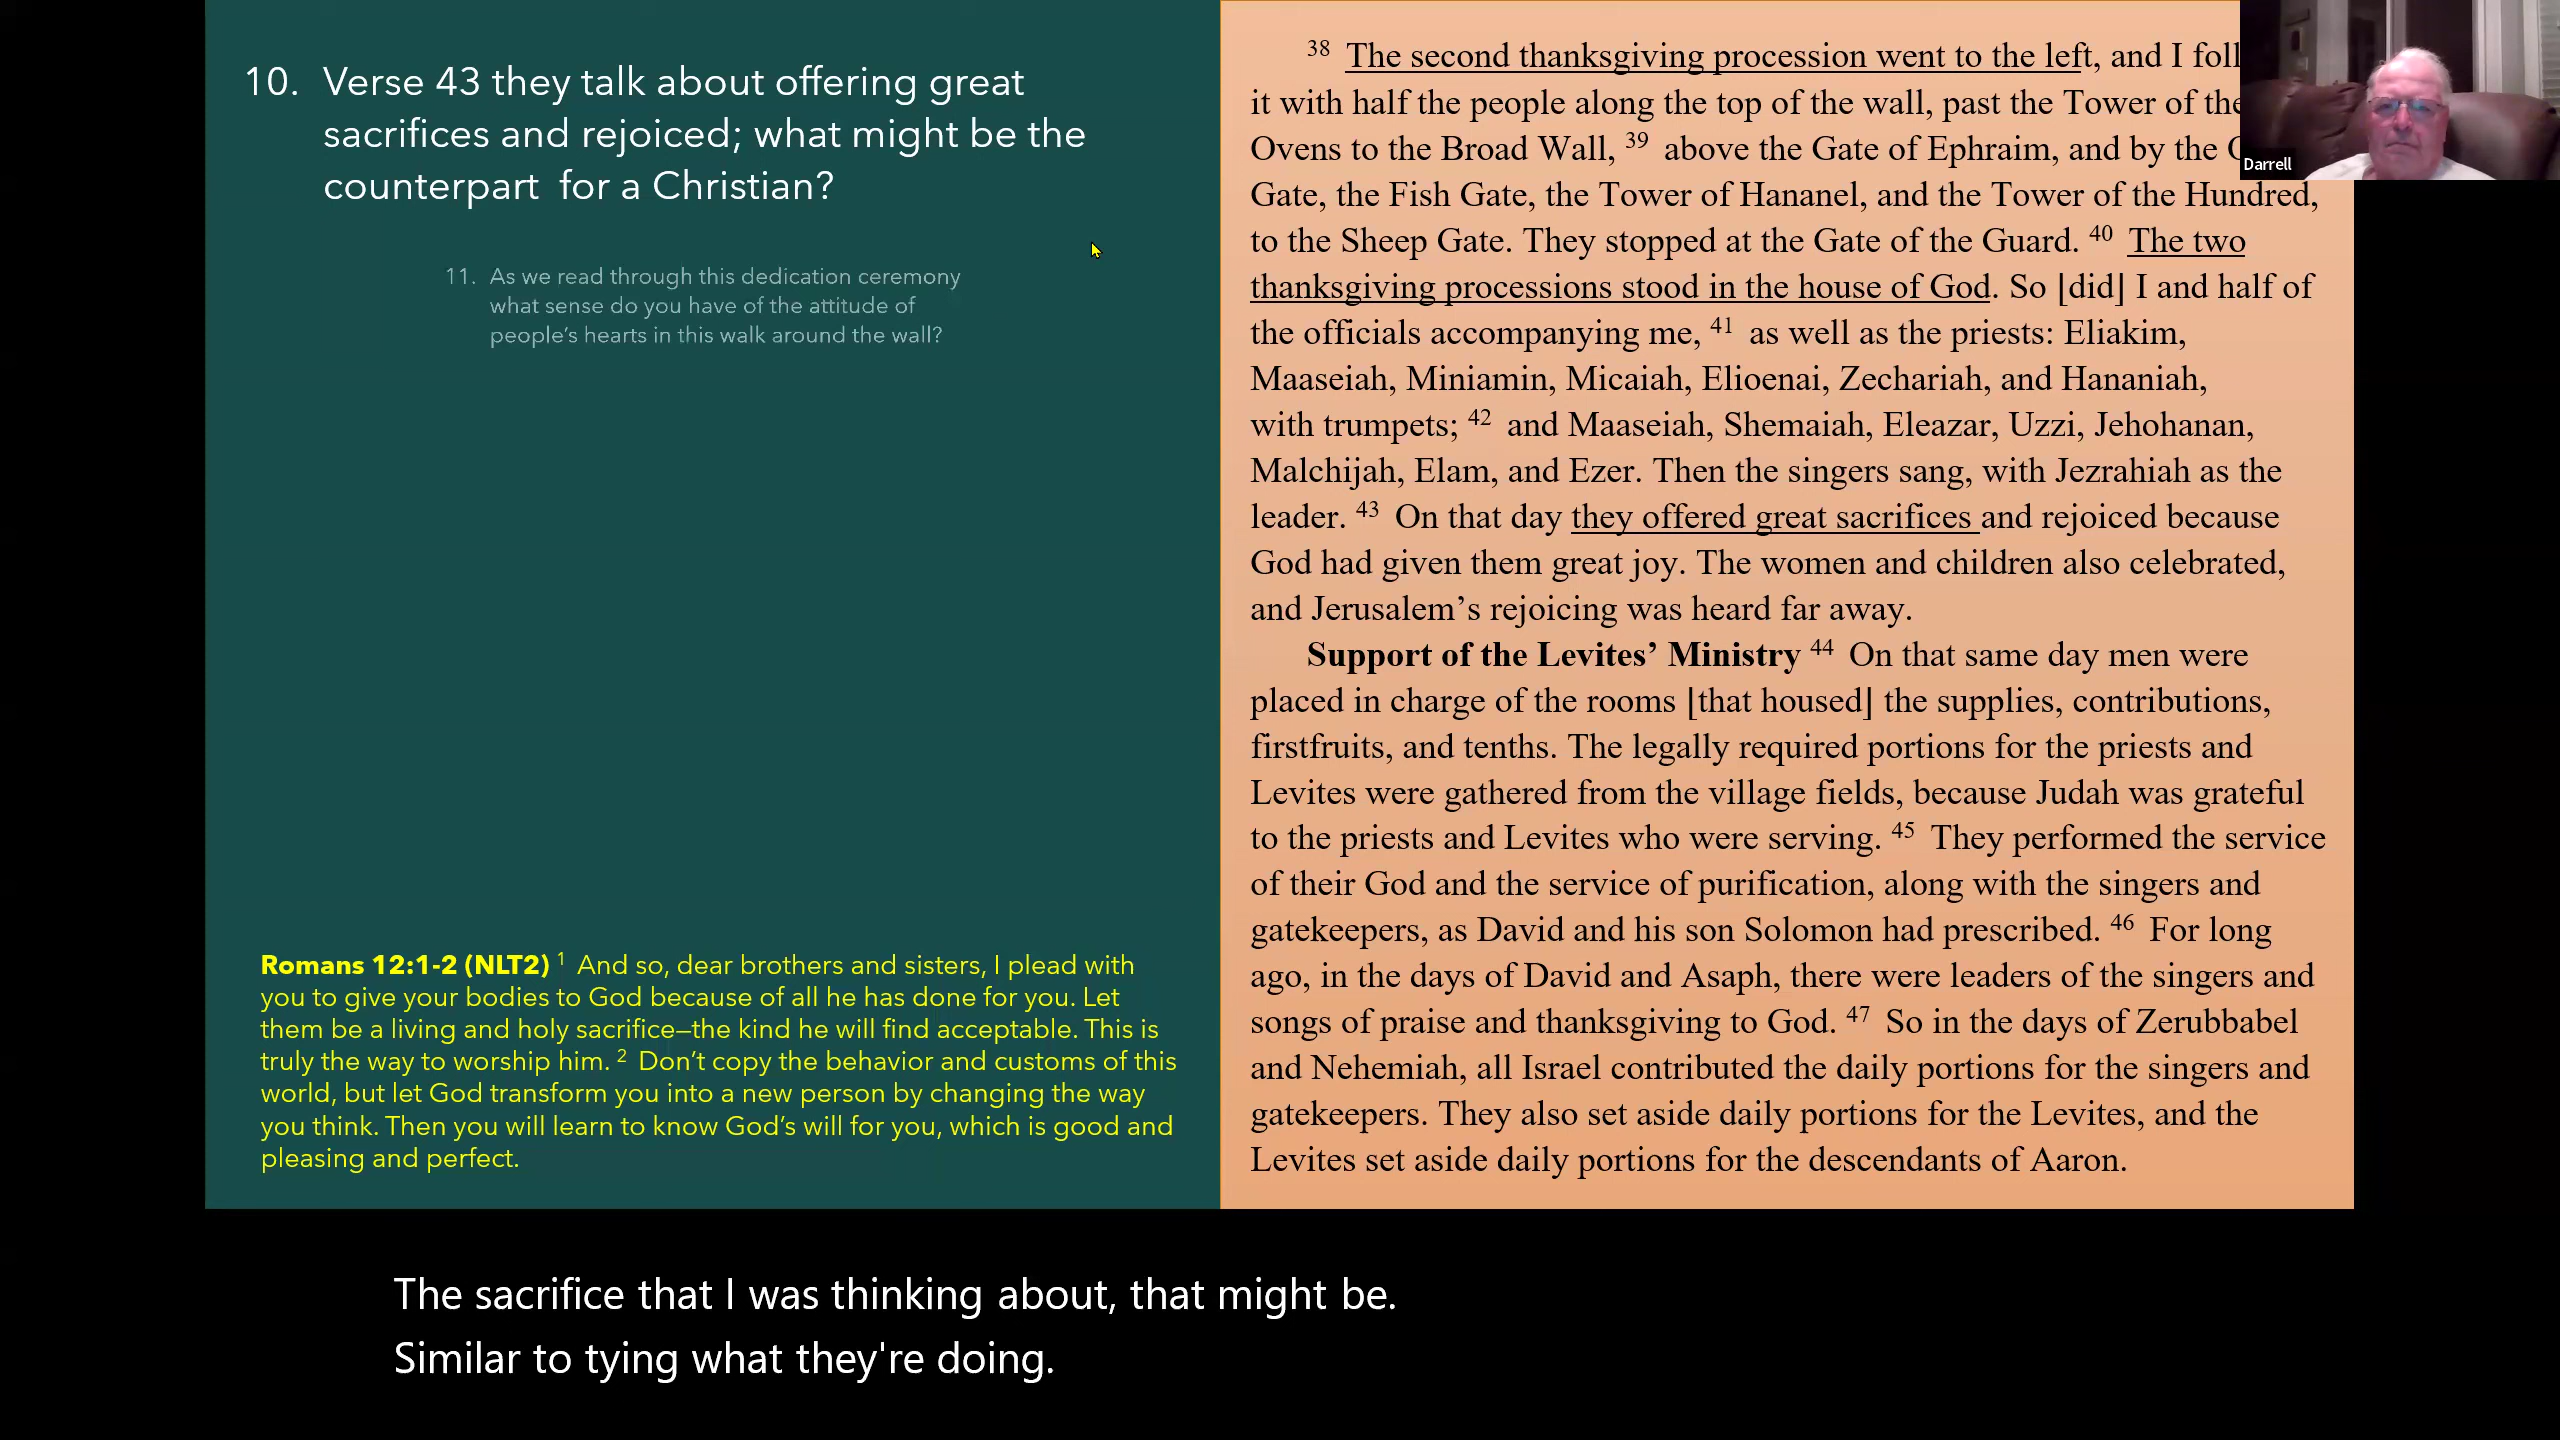 10. Verse 43 they talk about offering great
sacrifices and rejoiced; what might be the
counterpart for a Christian?
11. As we read through this dedication ceremony
what sense do you have of the attitude of
people's hearts in this walk around the wall?
Romans 12:1-2 (NLT2) 1 And so, dear brothers and sisters, I plead with
you to give your bodies to God because of all he has done for you. Let
them be a living and holy sacrifice—the kind he will find acceptable. This is
truly the way to worship him. 2 Don't copy the behavior and customs of this
world, but let God transform you into a new person by changing the way
you think. Then you will learn to know God's will for you, which is good and
pleasing and perfect.
38 The second thanksgiving procession went to the left, and I
it with half the people along the top of the wall, past the Tower of the
Ovens to the Broad Wall, 39 above the Gate of Ephraim, and by the
Gate, the Fish Gate, the Tower of Hananel, and the Tower of the Hundred,
to the Sheep Gate. They stopped at the Gate of the Guard. 40 The two
thanksgiving processions stood in the house of God. So [did] I and half of
the officials accompanying me, 41 as well as the priests: Eliakim,
Maaseiah, Miniamin, Micaiah, Elioenai, Zechariah, and Hananiah,
with trumpets; 42 and Maaseiah, Shemaiah, Eleazar, Uzzi, Jehohanan,
Malchijah, Elam, and Ezer. Then the singers sang, with Jezrahiah as the
leader. 43 On that day they offered great sacrifices and rejoiced because
God had given them great joy. The women and children also celebrated,
and Jerusalem's rejoicing was heard far away.
Support of the Levites' Ministry 44 On that same day men were
placed in charge of the rooms [that housed] the supplies, contributions,
firstfruits, and tenths. The legally required portions for the priests and
Levites were gathered from the village fields, because Judah was grateful
to the priests and Levites who were serving. 45 They performed the service
of their God and the service of purification, along with the singers and
gatekeepers, as David and his son Solomon had prescribed. 46 For long
ago, in the days of David and Asaph, there were leaders of the singers and
songs of praise and thanksgiving to God. 47 So in the days of Zerubbabel
and Nehemiah, all Israel contributed the daily portions for the singers and
gatekeepers. They also set aside daily portions for the Levites, and the
Levites set aside daily portions for the descendants of Aaron.
Darrell
The sacrifice that I was thinking about, that might be.
Similar to tying what they're doing.